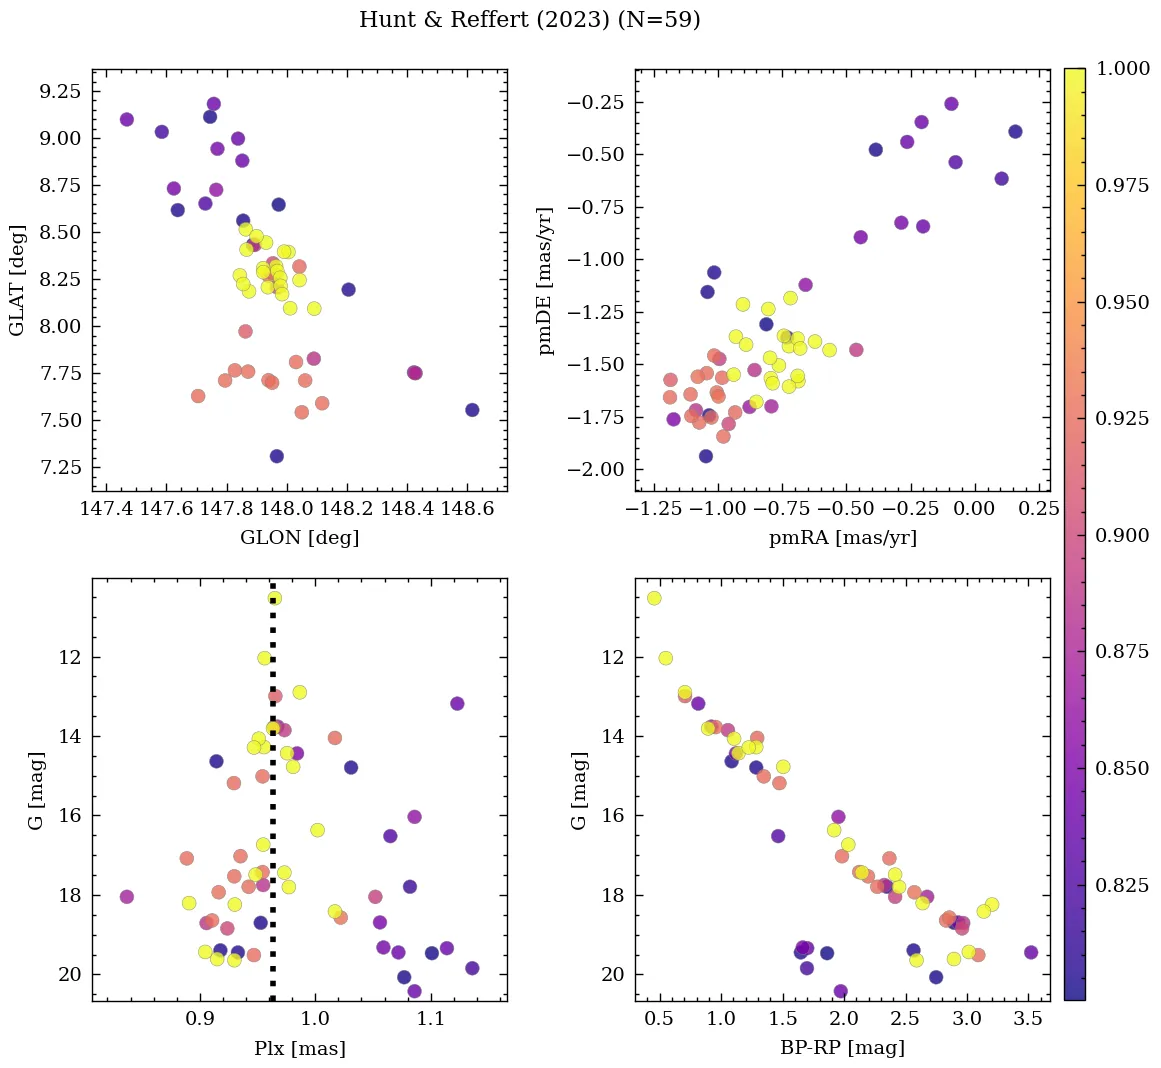 Hunt & Reffert (2023) (N=59)
9.25
9.00
8.75
8.50
8.25
8.00
7.75
7.50
7.25
GLAT [deg]
147.4 147.6 147.8 148.0 148.2 148.4 148.6
GLON [deg]
−0.25
−0.50
−0.75
−1.00
−1.25
−1.50
−1.75
−2.00
pmDE [mas/yr]
−1.25 −1.00 −0.75 −0.50 −0.25 0.00 0.25
pmRA [mas/yr]
12
14
16
18
20
G [mag]
0.9 1.0 1.1
Plx [mas]
12
14
16
18
20
G [mag]
0.5 1.0 1.5 2.0 2.5 3.0 3.5
BP-RP [mag]
1.000
0.975
0.950
0.925
0.900
0.875
0.850
0.825